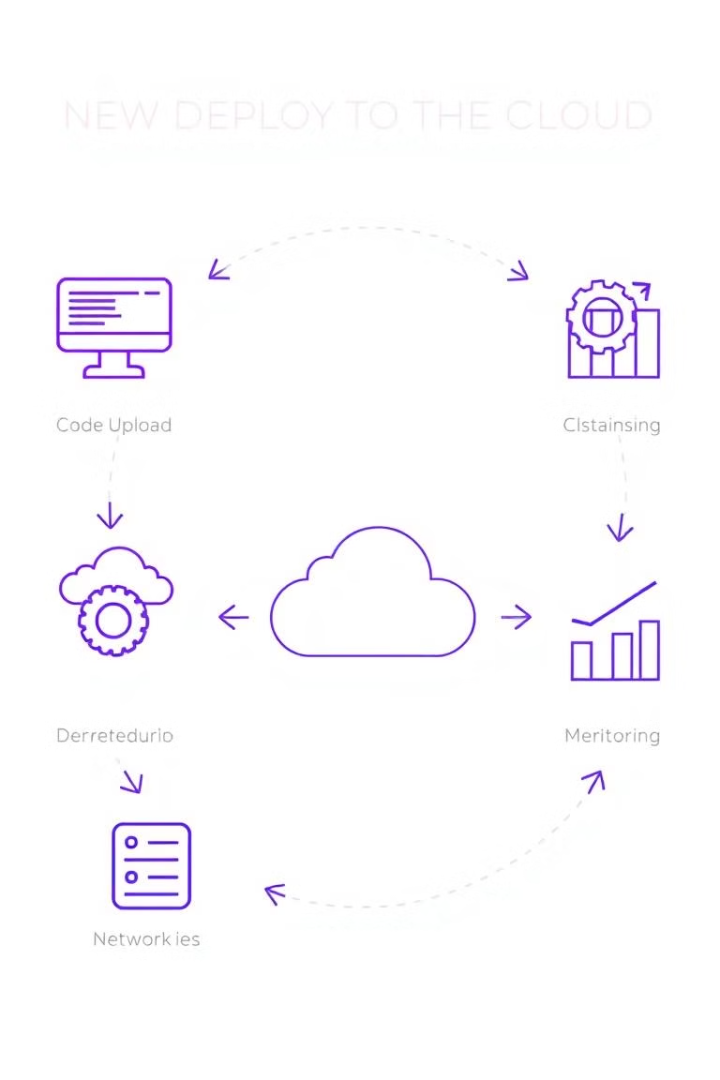 NEW DEPLOY TO THE CLOUD
Code Upload
Clstainsing
Derretedurio
Meritoring
Networkies